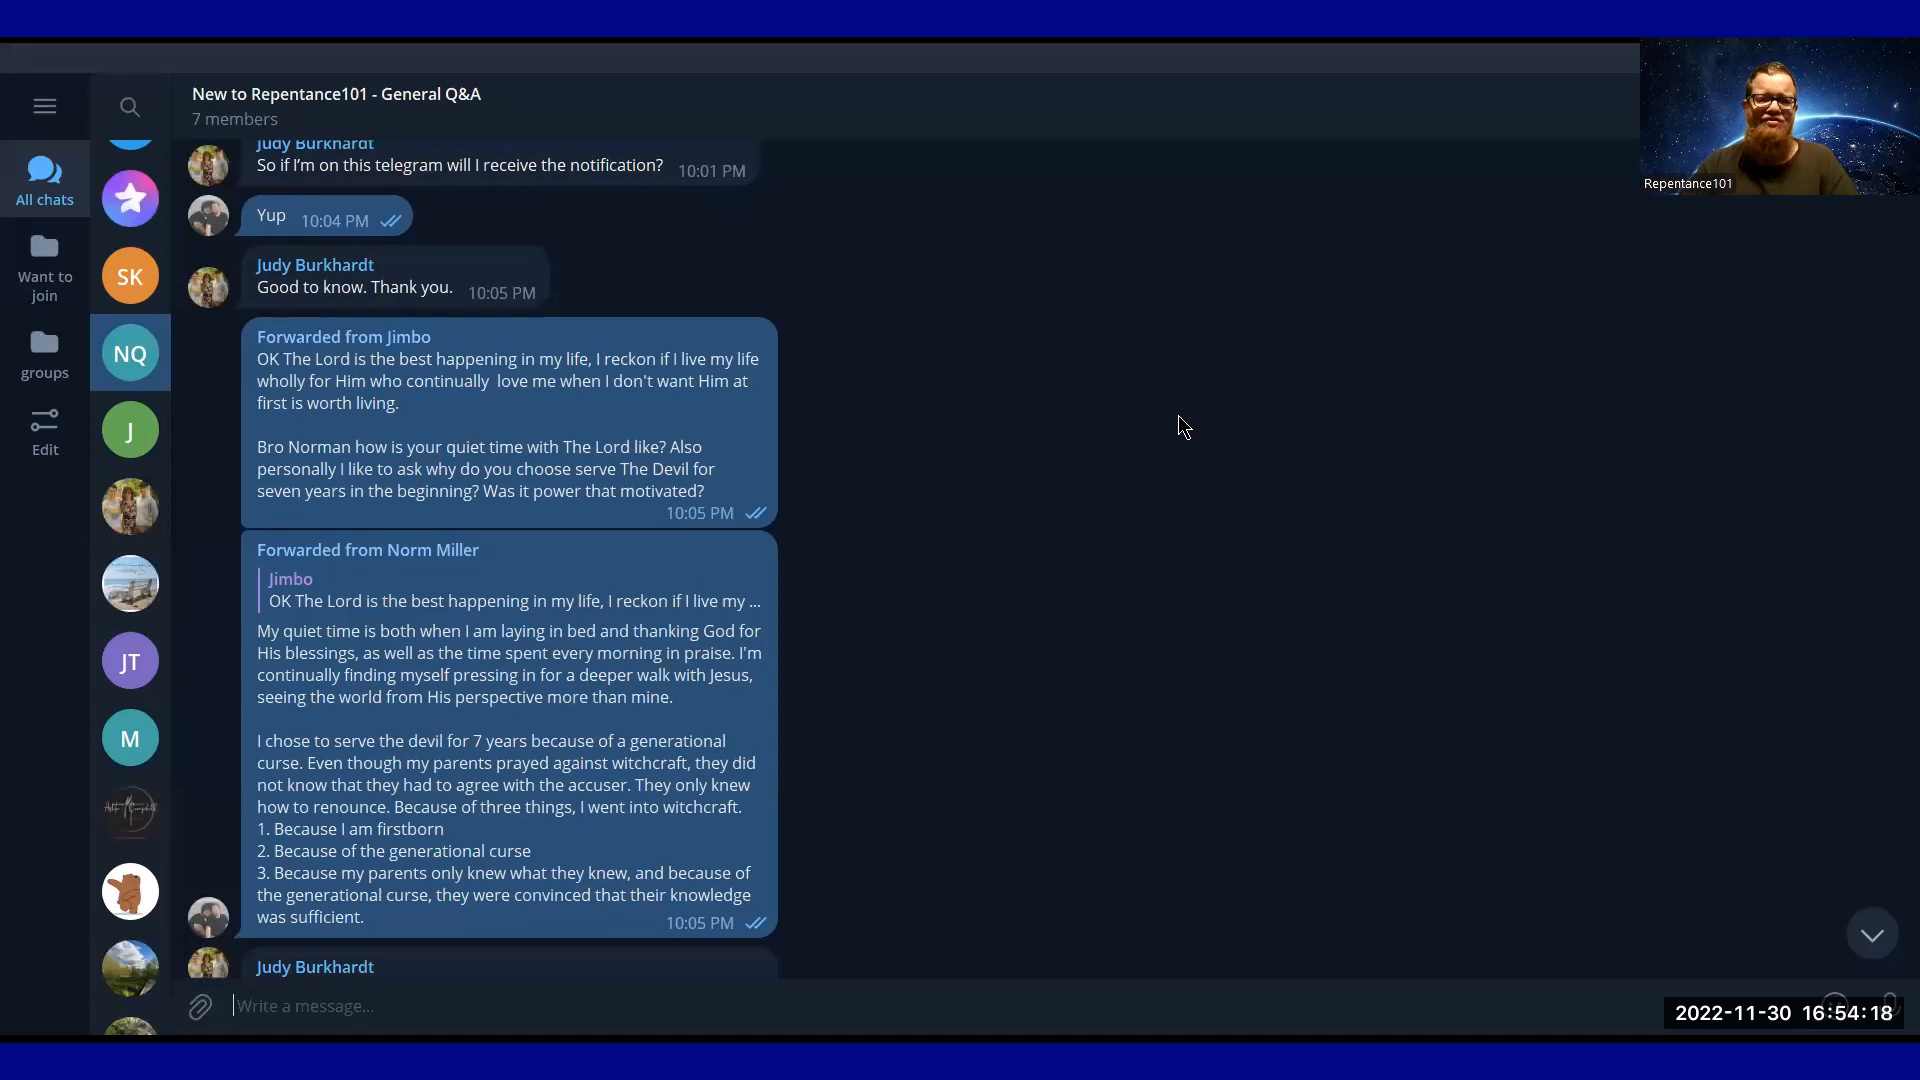 New to Repentance101 - General Q&A
7 members
All chats
Want to
join
groups
Edit
SK
NQ
J
JT
M
Judy Burkhardt
So if I’m on this telegram will I receive the notification? 10:01 PM
Yup 10:04 PM
Judy Burkhardt
Good to know. Thank you. 10:05 PM
Forwarded from Jimbo
OK The Lord is the best happening in my life, I reckon if I live my life
wholly for Him who continually  love me when I don't want Him at
first is worth living.
Bro Norman how is your quiet time with The Lord like? Also
personally I like to ask why do you choose serve The Devil for
seven years in the beginning? Was it power that motivated?
10:05 PM
Forwarded from Norm Miller
Jimbo
OK The Lord is the best happening in my life, I reckon if I live my ...
My quiet time is both when I am laying in bed and thanking God for
His blessings, as well as the time spent every morning in praise. I'm
continually finding myself pressing in for a deeper walk with Jesus,
seeing the world from His perspective more than mine.
I chose to serve the devil for 7 years because of a generational
curse. Even though my parents prayed against witchcraft, they did
not know that they had to agree with the accuser. They only knew
how to renounce. Because of three things, I went into witchcraft.
1. Because I am firstborn
2. Because of the generational curse
3. Because my parents only knew what they knew, and because of
the generational curse, they were convinced that their knowledge
was sufficient. 10:05 PM
Judy Burkhardt
Write a message...
Repentance101
2022-11-30 16:54:18